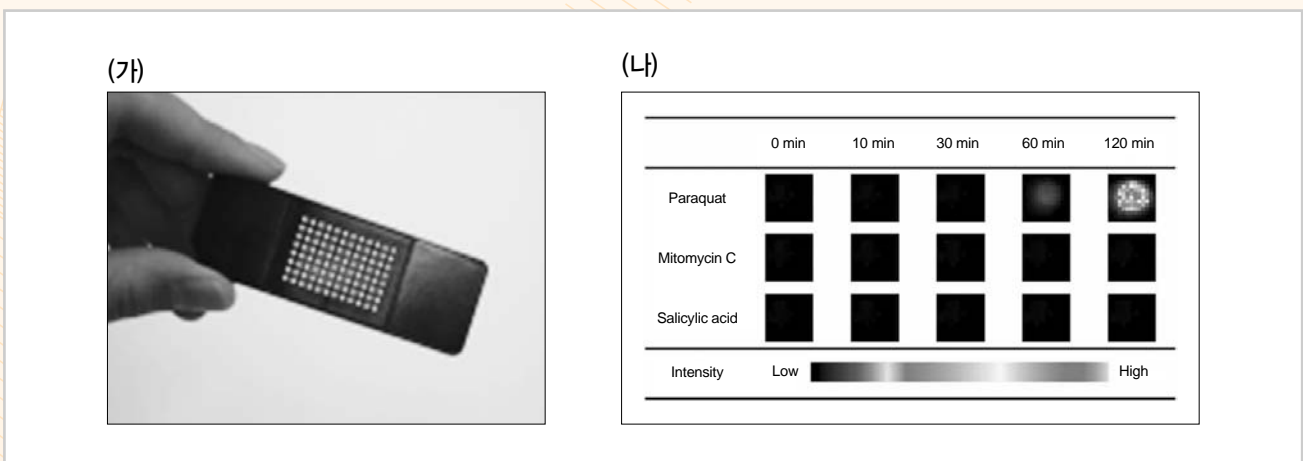 (가)
(나)
0 min 10 min 30 min 60 min 120 min
Paraquat
Mitomycin C
Salicylic acid
Intensity Low High